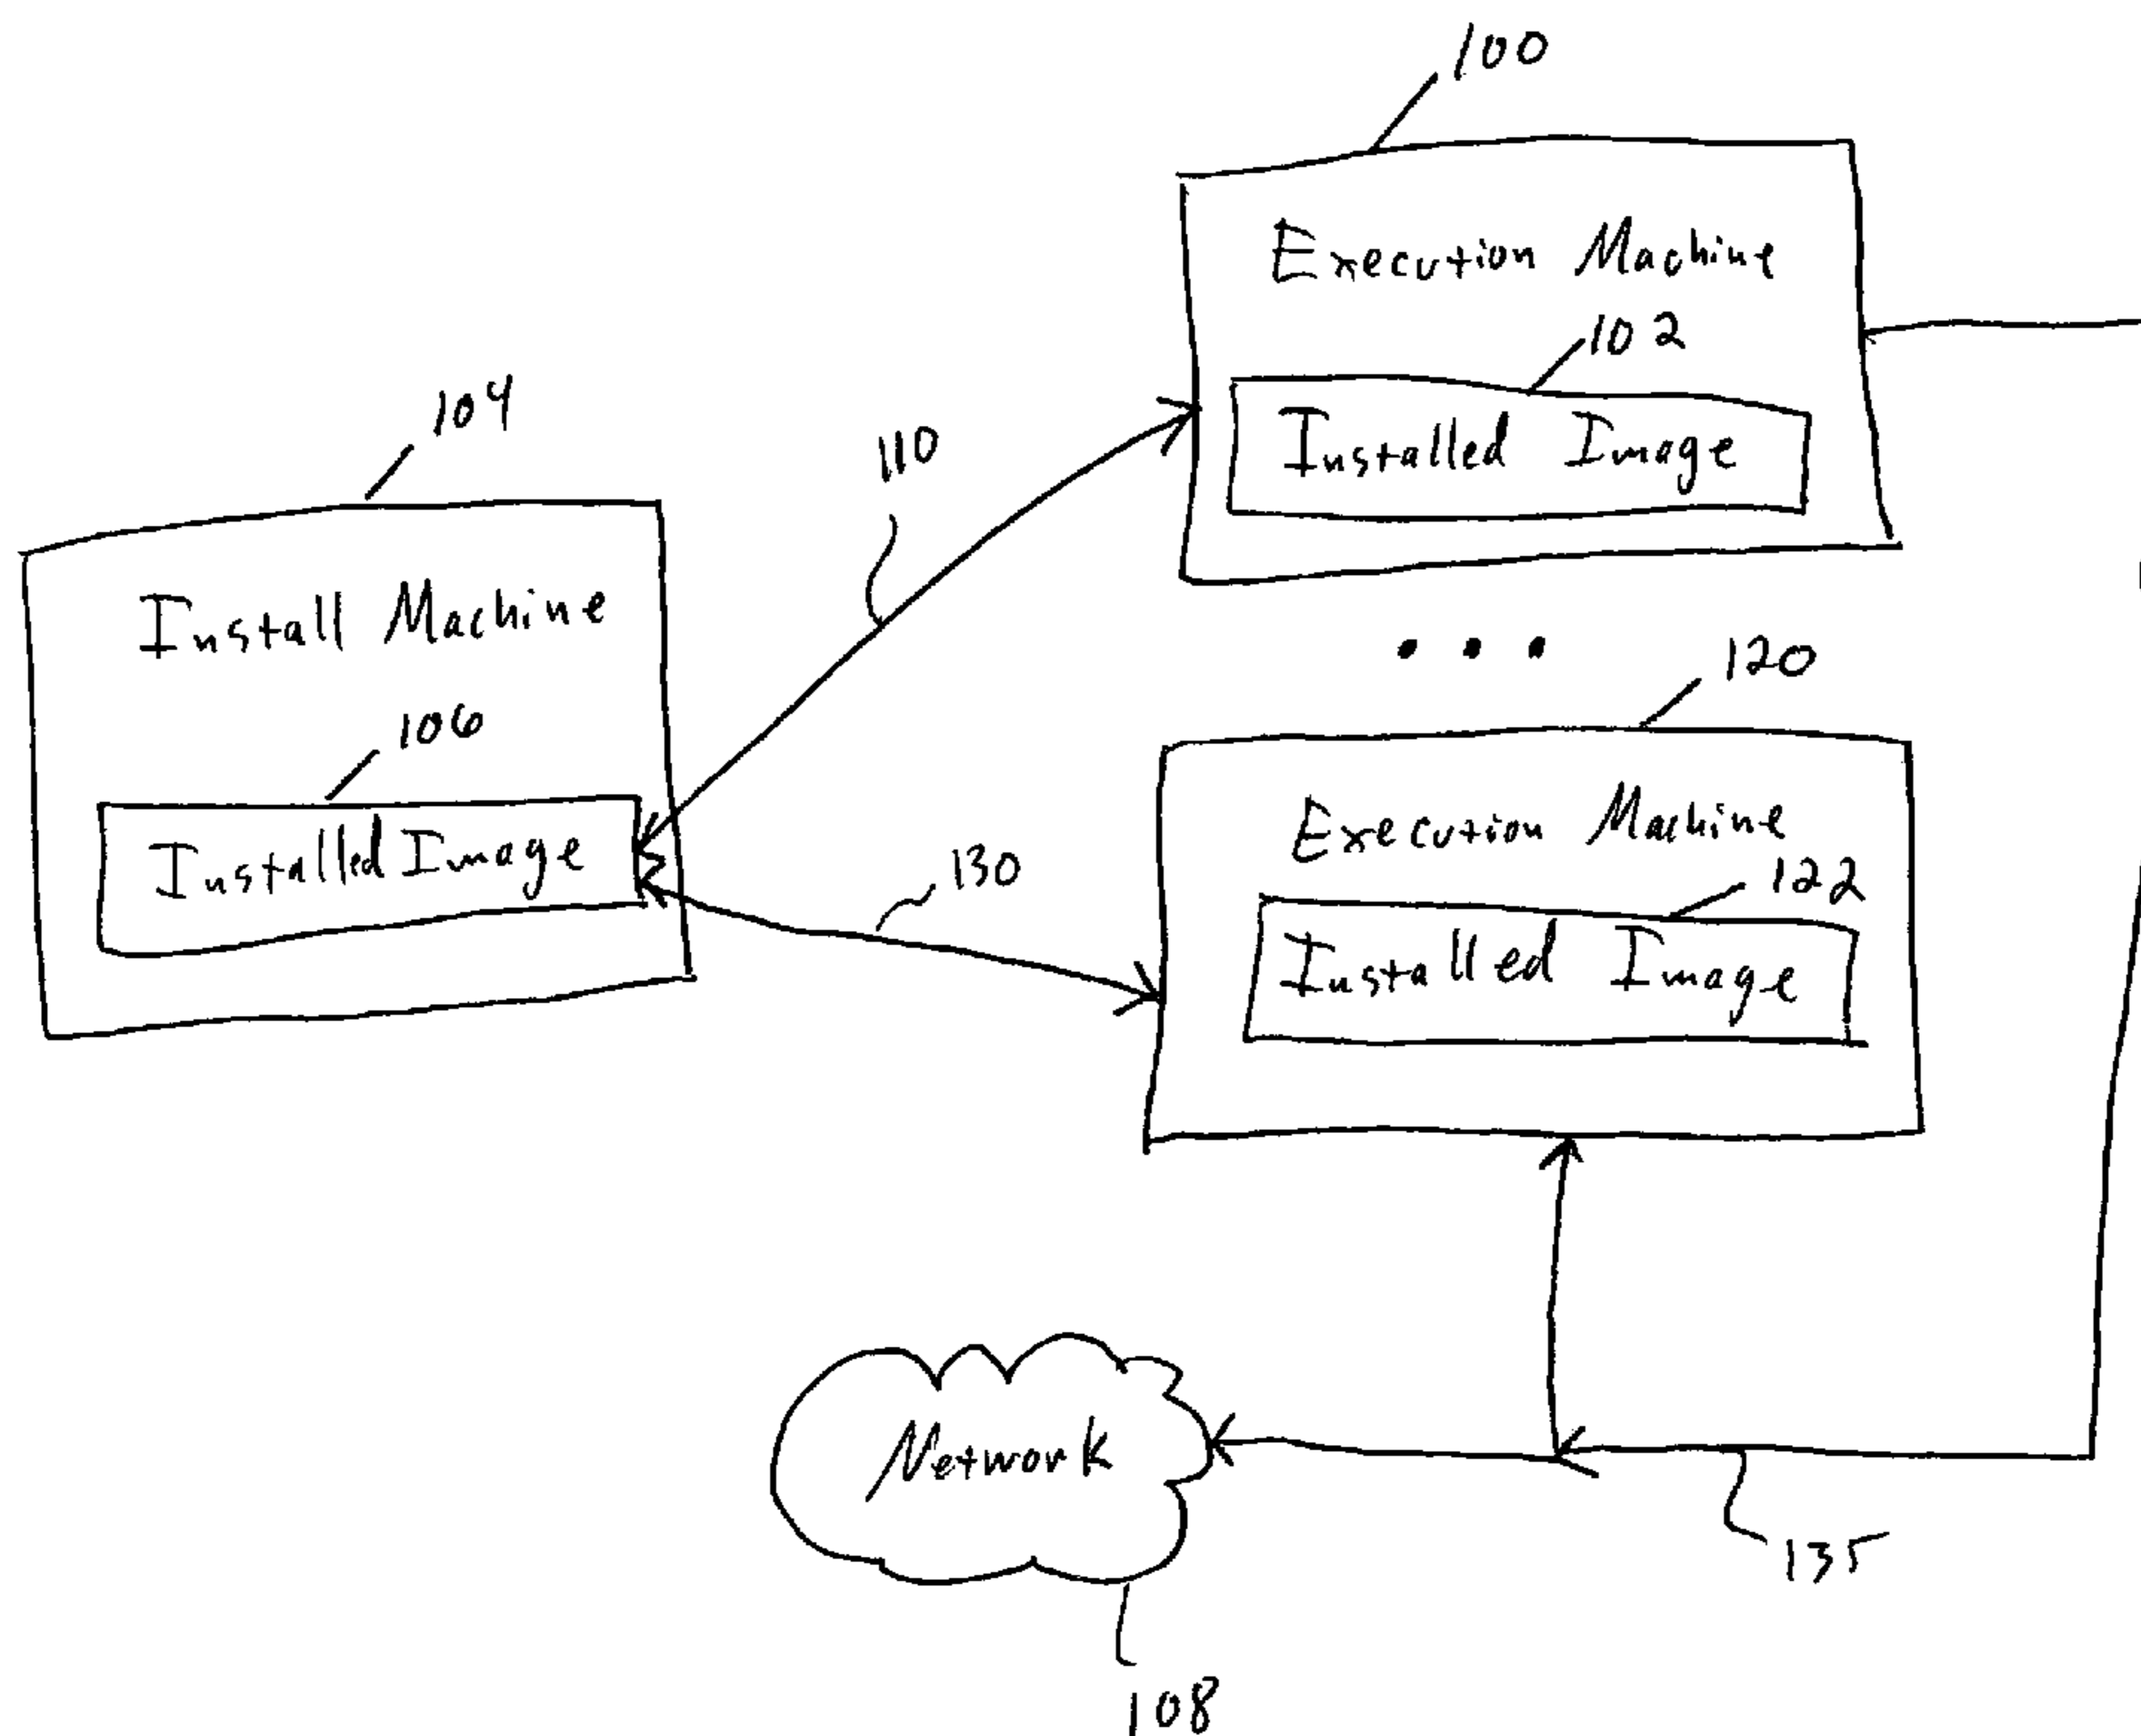 100
Execution Machine
102
Installed Image
104
110
Install Machine
106
Installed Image
120
Execution Machine
130
122
Installed Image
Network
135
108